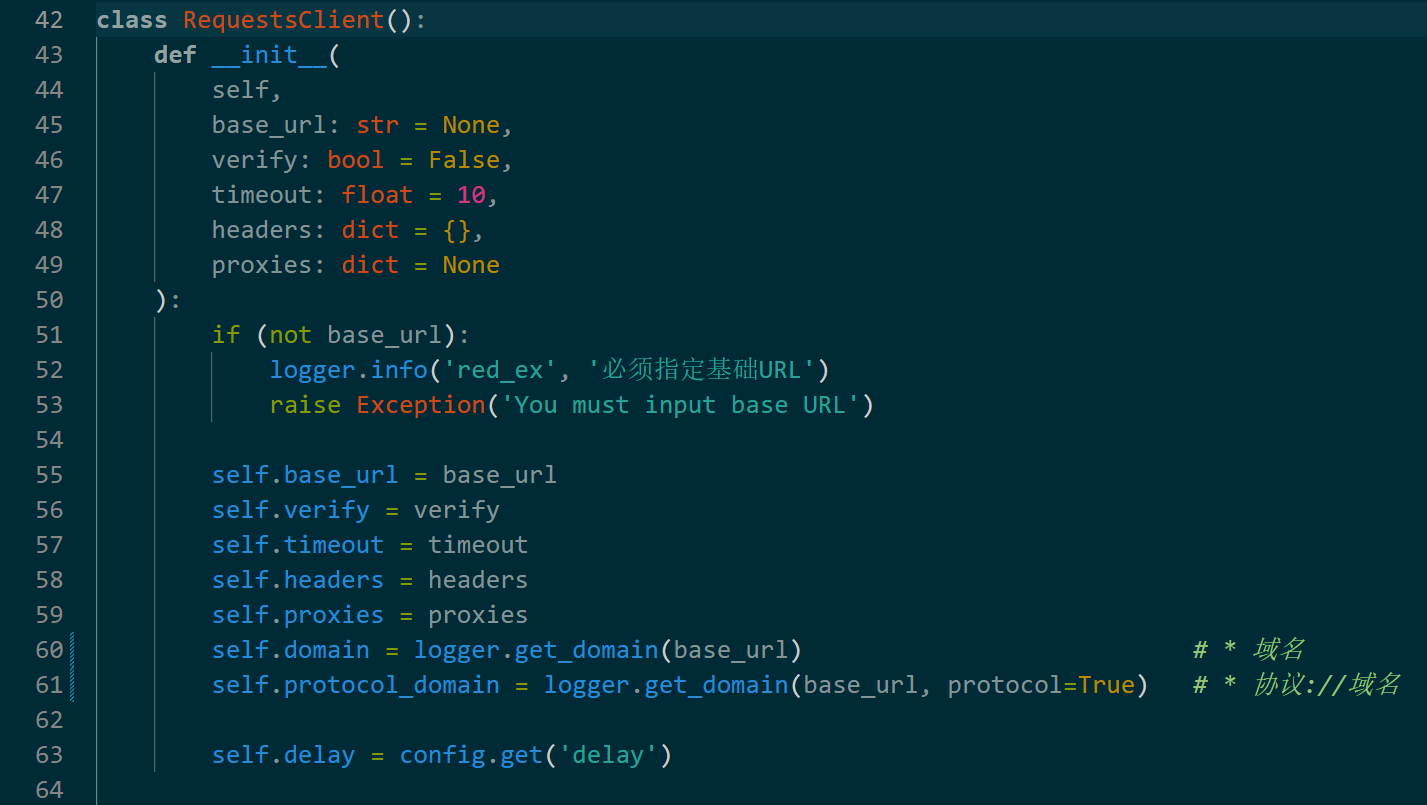 42 class RequestsClient():
43     def __init__(
44         self,
45         base_url: str = None,
46         verify: bool = False,
47         timeout: float = 10,
48         headers: dict = {},
49         proxies: dict = None
50     ):
51         if (not base_url):
52             logger.info('red_ex', '必须指定基础URL')
53             raise Exception('You must input base URL')
54
55         self.base_url = base_url
56         self.verify = verify
57         self.timeout = timeout
58         self.headers = headers
59         self.proxies = proxies
60         self.domain = logger.get_domain(base_url)                           # * 域名
61         self.protocol_domain = logger.get_domain(base_url, protocol=True)   # * 协议://域名
62
63         self.delay = config.get('delay')
64